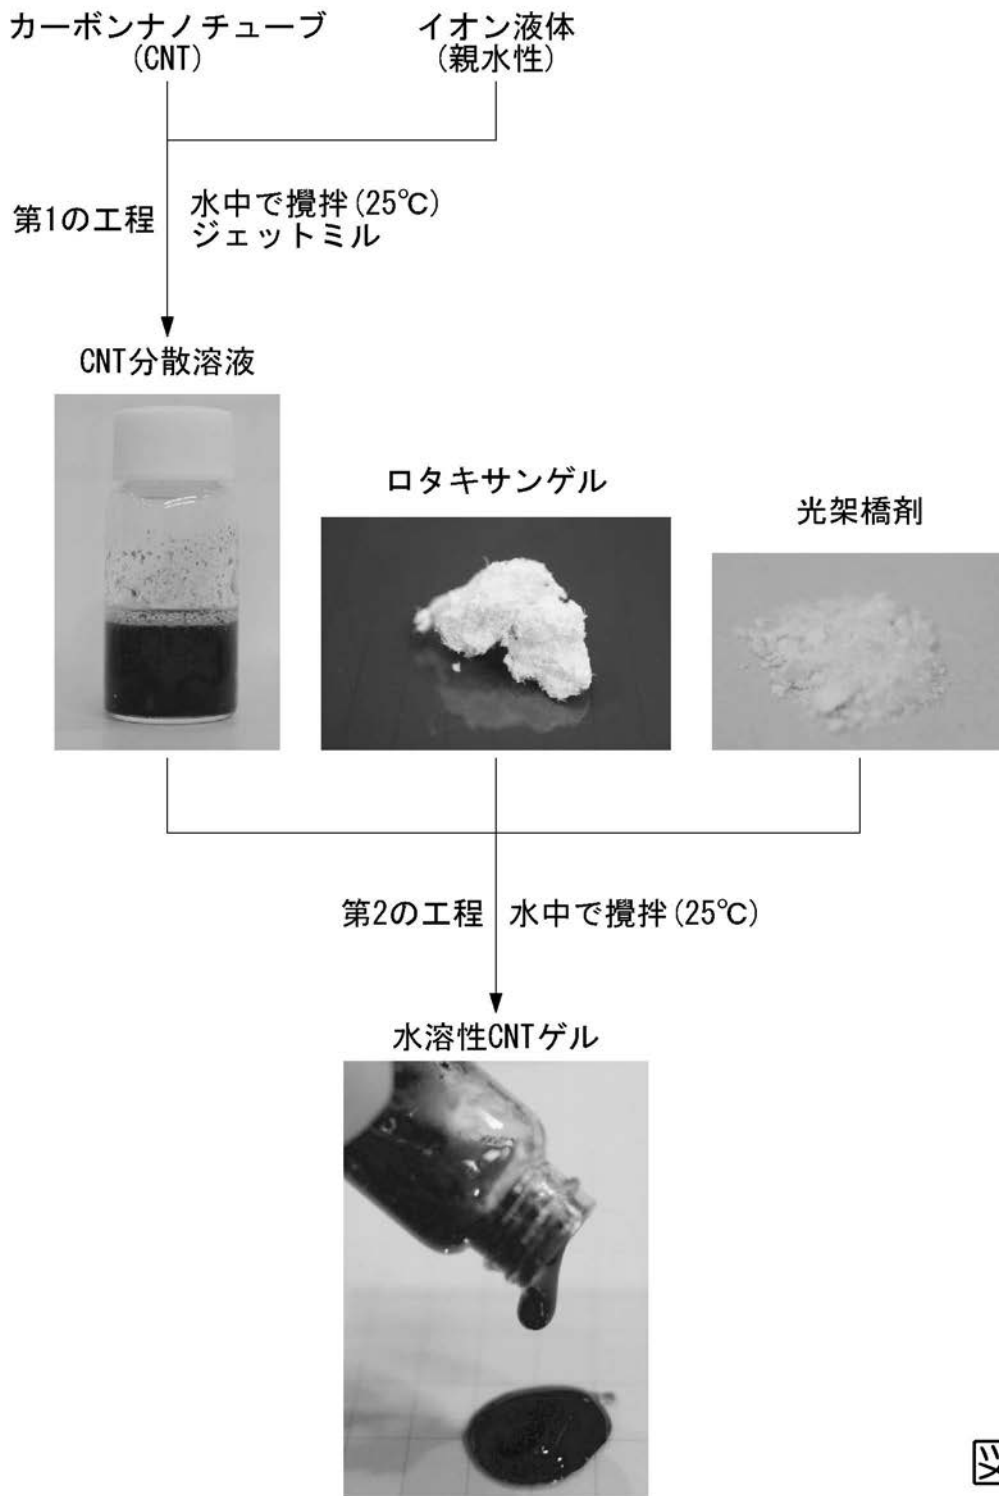 カーボンナノチューブ
(CNT)
イオン液体
(親水性)
第1の工程
水中で攪拌(25℃)
ジェットミル
CNT分散溶液
ロタキサンゲル
光架橋剤
第2の工程
水中で攪拌(25℃)
水溶性CNTゲル
図